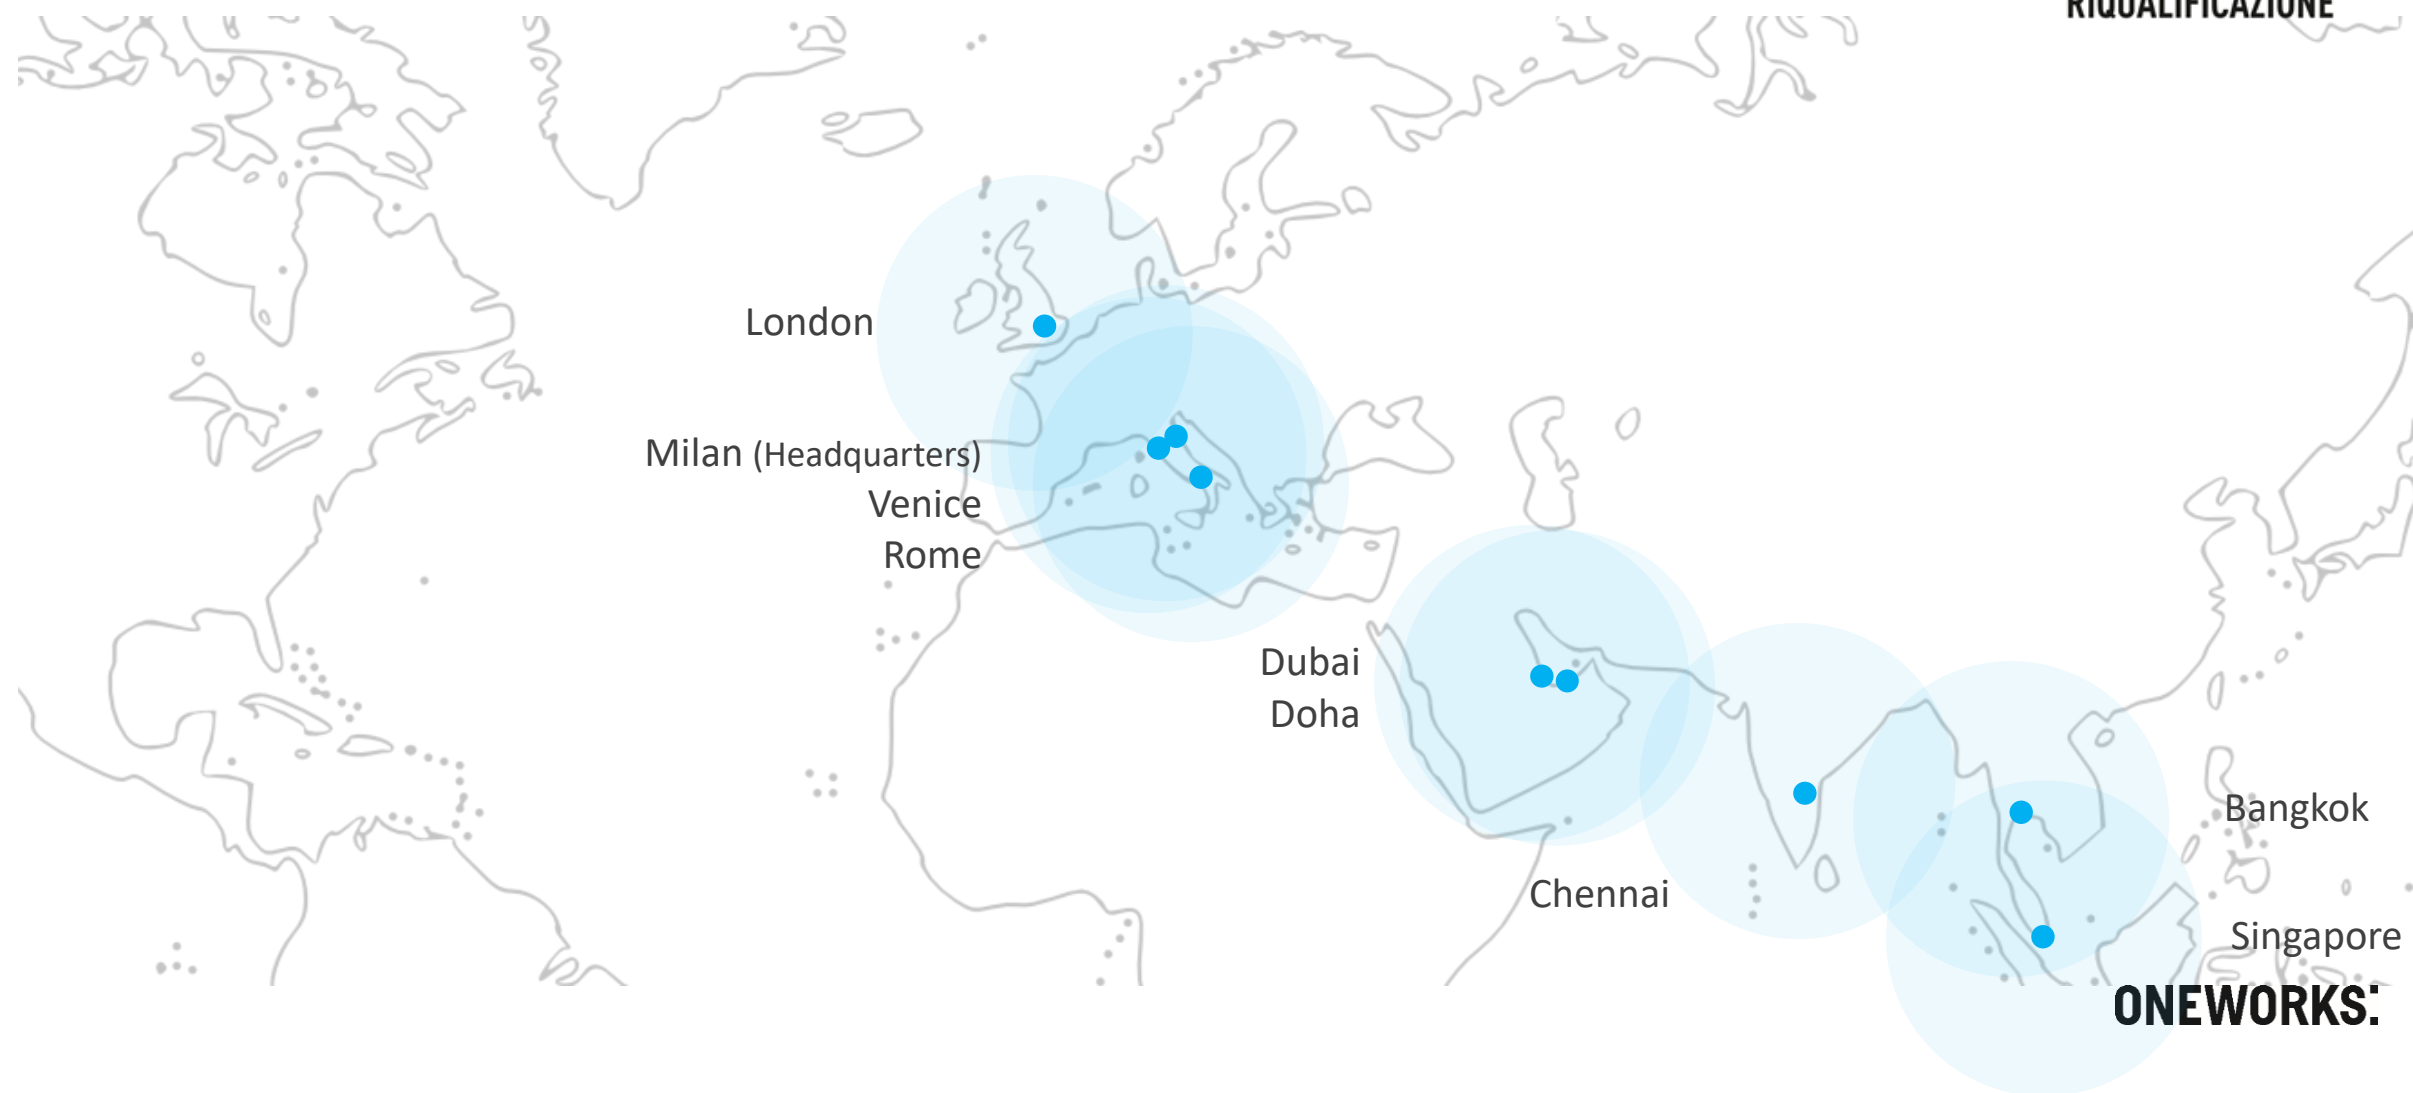 RIQUALIFICAZIONE
London
Milan (Headquarters)
Venice
Rome
Dubai
Doha
Chennai
Bangkok
Singapore
ONEWORKS: